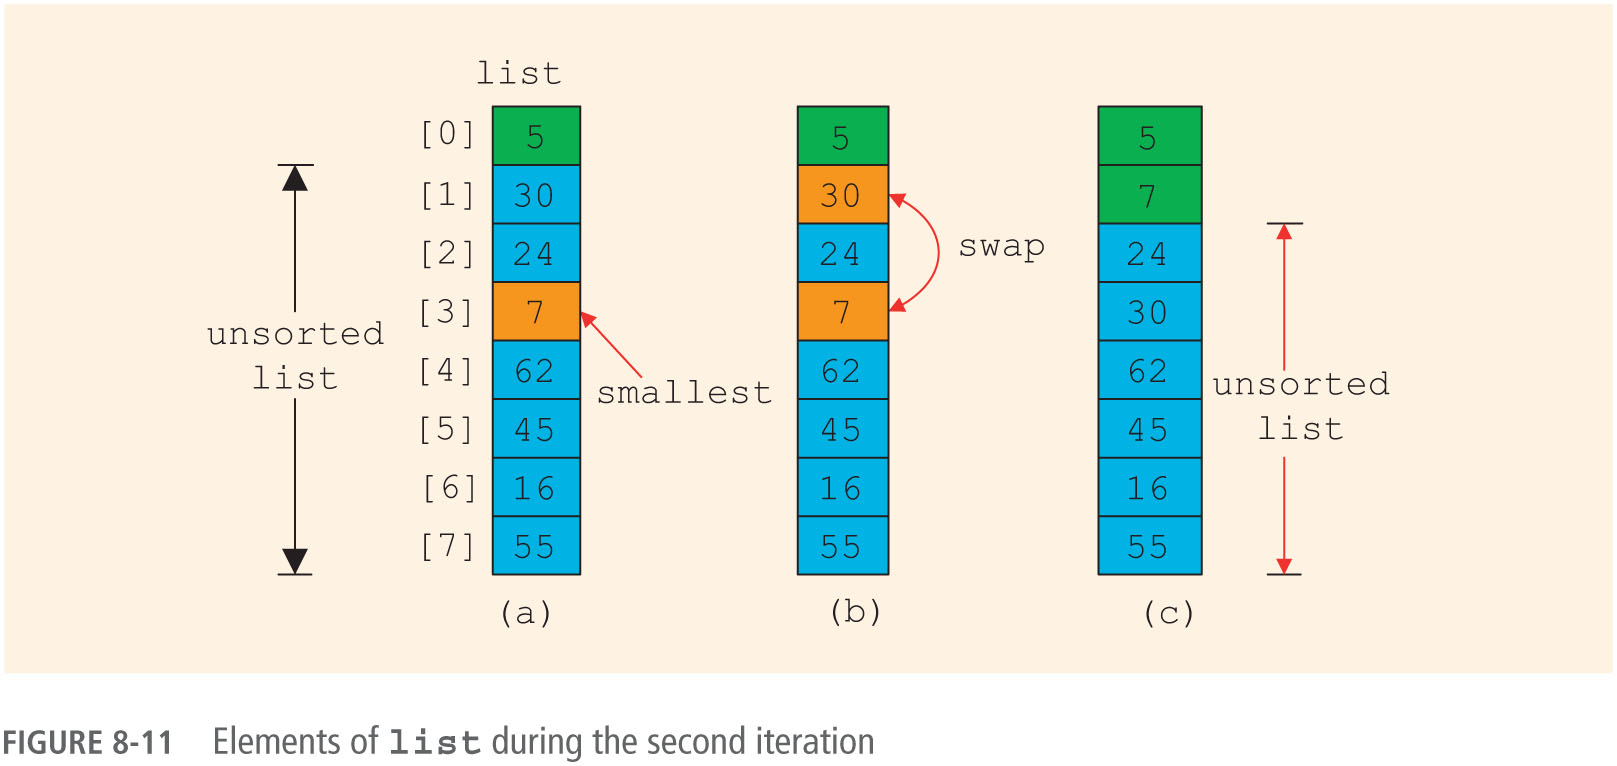 list
[0] 5 5 5
[1] 30 30 7
[2] 24 24 24
swap
[3] 7 7 30
unsorted
list
[4] 62 62 62
smallest
unsorted
list
[5] 45 45 45
[6] 16 16 16
[7] 55 55 55
(a) (b) (c)
FIGURE 8-11 Elements of list during the second iteration